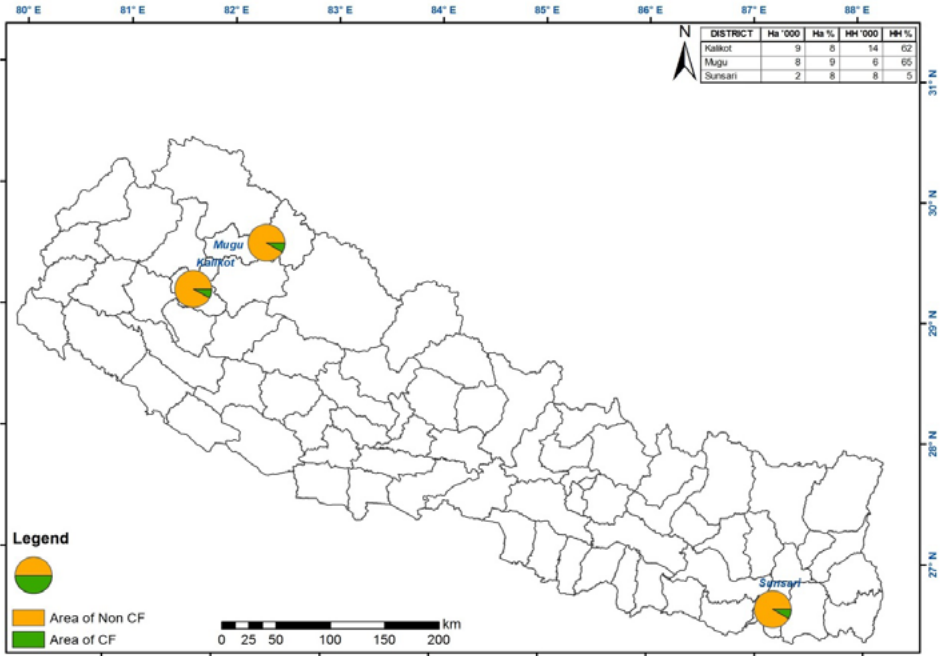 80° E 81° E 82° E 83° E 84° E 85° E 86° E 87° E 88° E
N
DISTRICT Ha '000 Ha % HH '000 HH %
Kalikot 9 8 14 62
Mugu 8 9 6 65
Sunsari 2 8 8 5
31° N
30° N
Mugu
Kalikot
29° N
28° N
27° N
Sunsari
Legend
Area of Non CF
Area of CF
km
0 25 50 100 150 200